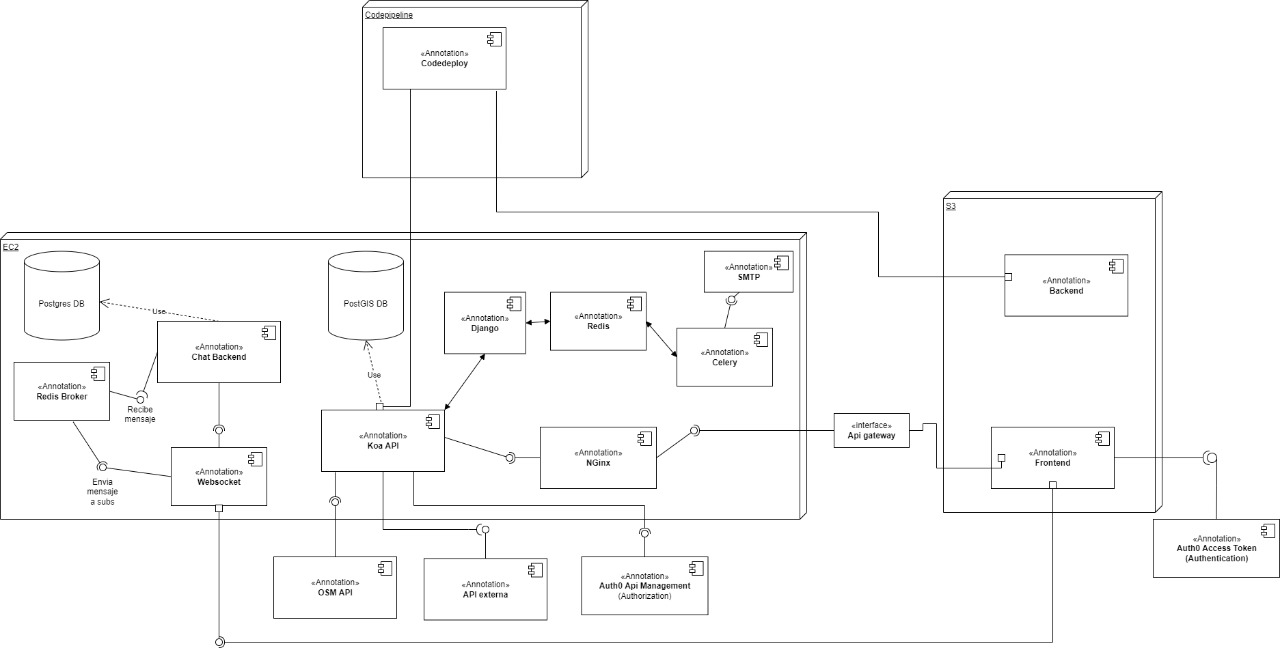 Codepipeline
«Annotation»
Codedeploy
S3
«Annotation»
Backend
EC2
Postgres DB
Use
«Annotation»
Chat Backend
«Annotation»
Redis Broker
Recibe
mensaje
«Annotation»
Websocket
Envia
mensaje
a subs
PostGIS DB
Use
«Annotation»
Django
«Annotation»
Redis
«Annotation»
SMTP
«Annotation»
Celery
«Annotation»
Koa API
«Annotation»
NGinx
«interface»
Api gateway
«Annotation»
Frontend
«Annotation»
OSM API
«Annotation»
API externa
«Annotation»
Auth0 Api Management
(Authorization)
«Annotation»
Auth0 Access Token
(Authentication)